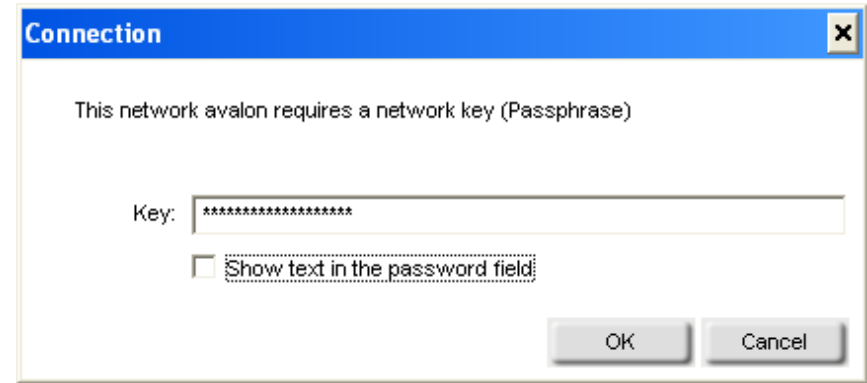 Connection
This network avalon requires a network key (Passphrase)
Key: *******************
Show text in the password field
OK Cancel